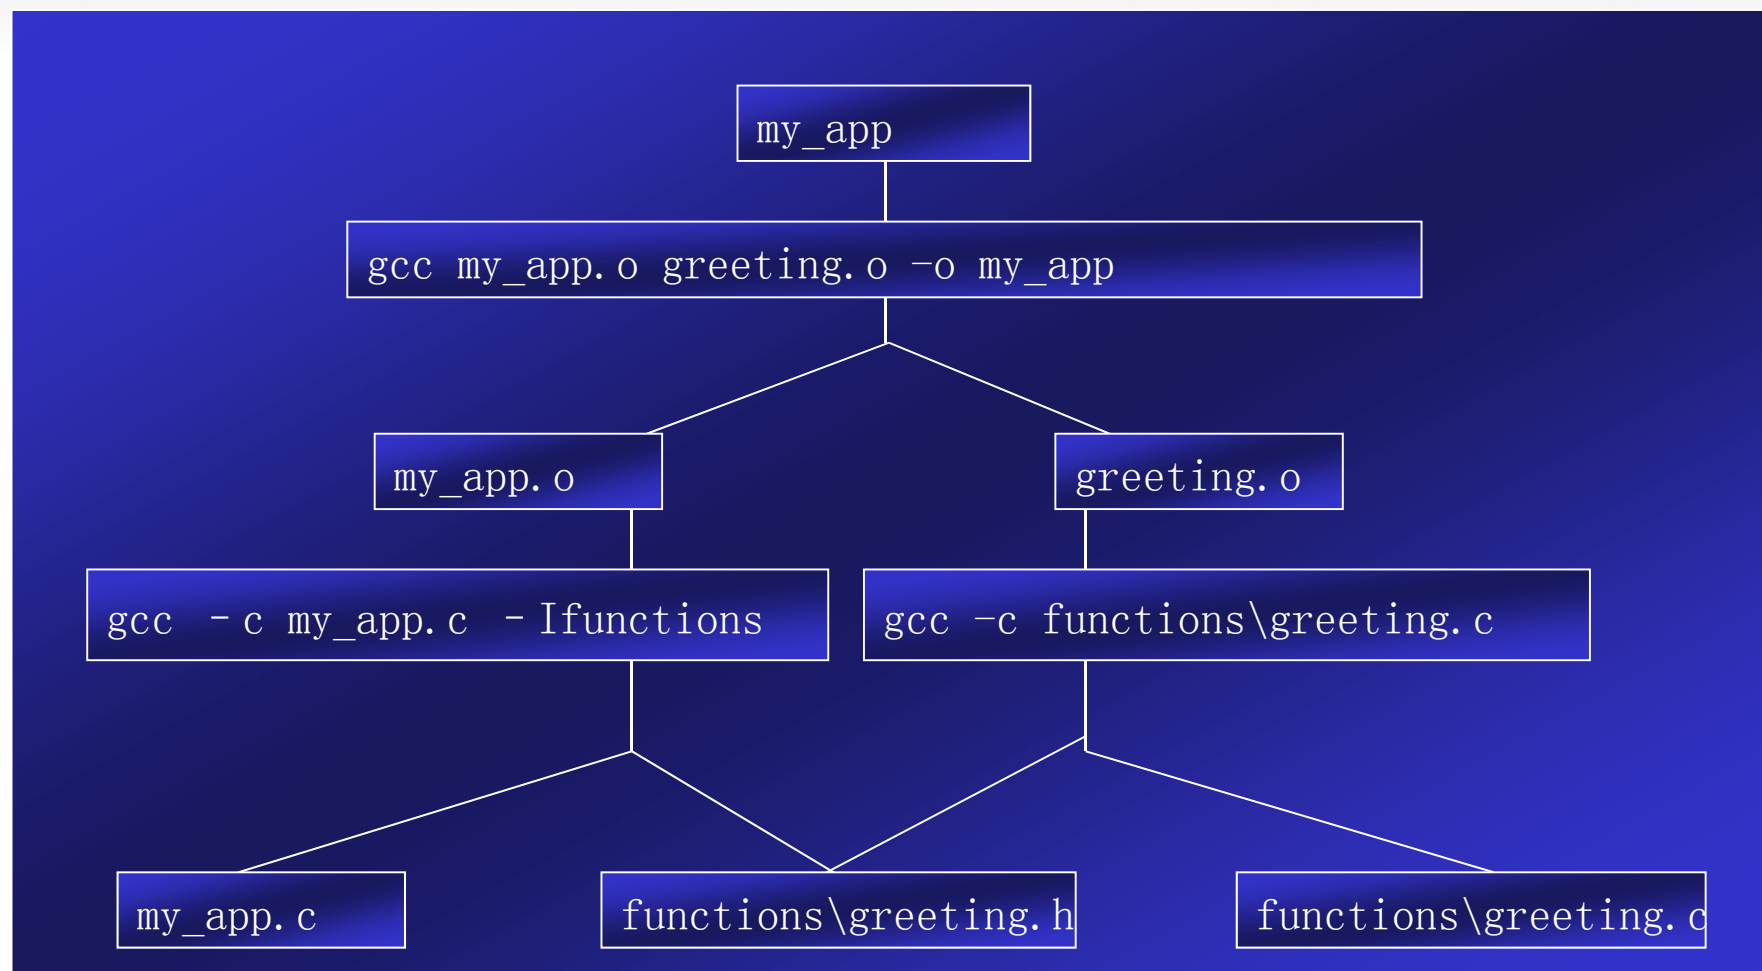 my_app
gcc my_app.o greeting.o -o my_app
my_app.o
greeting.o
gcc –c my_app.c –Ifunctions
gcc -c functions\greeting.c
my_app.c
functions\greeting.h
functions\greeting.c